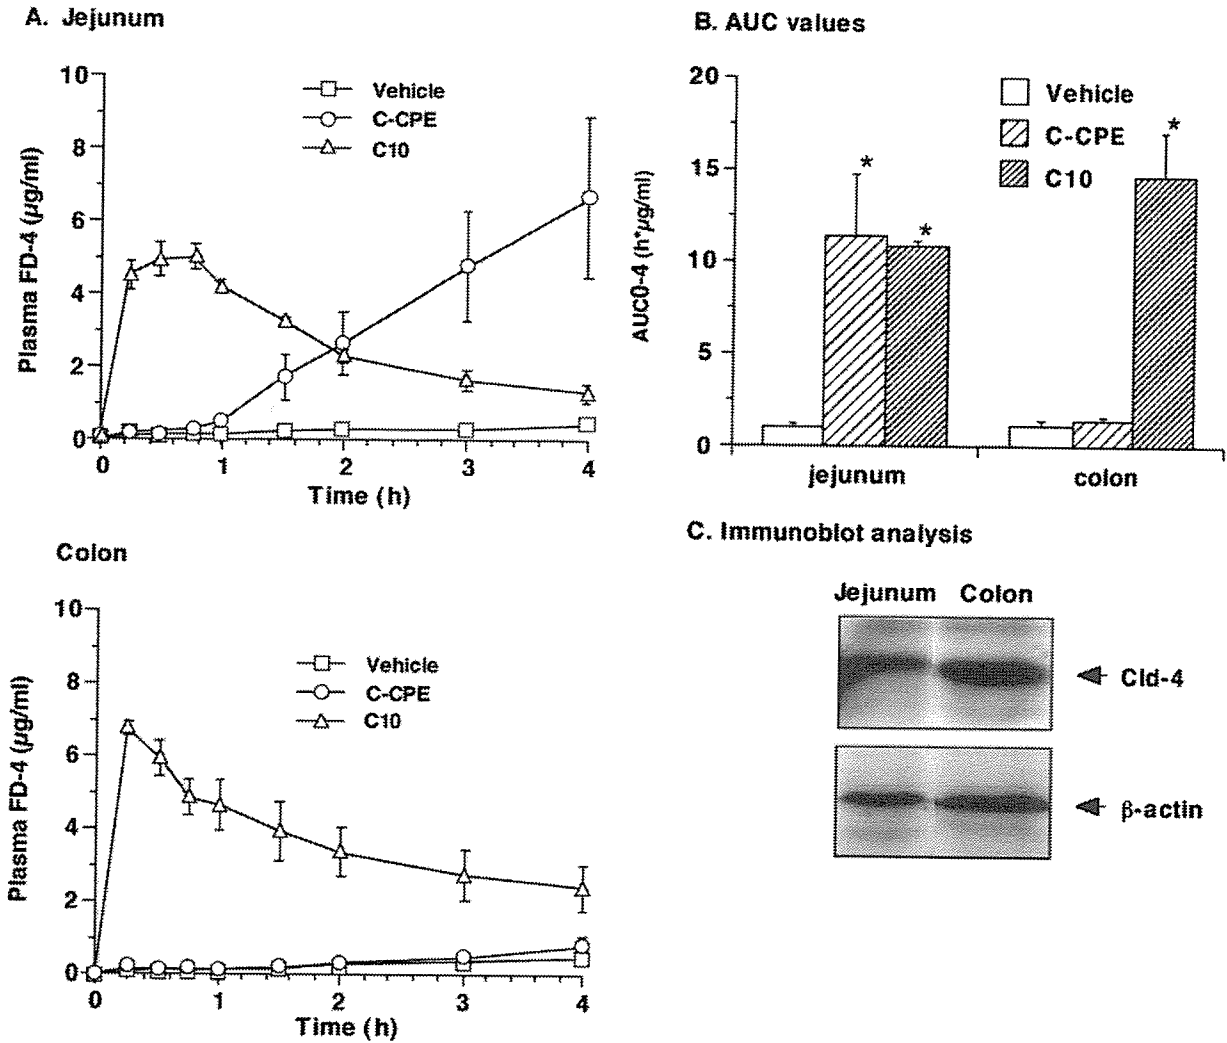 A. Jejunum
10
8
6
4
2
0
Plasma FD-4 (µg/ml)
Vehicle
C-CPE
C10
0 1 2 3 4
Time (h)
B. AUC values
20
15
10
5
0
AUC0-4 (h*µg/ml)
Vehicle
C-CPE
C10
* * *
jejunum colon
Colon
10
8
6
4
2
0
Plasma FD-4 (µg/ml)
Vehicle
C-CPE
C10
0 1 2 3 4
Time (h)
C. Immunoblot analysis
Jejunum Colon
Cld-4
β-actin